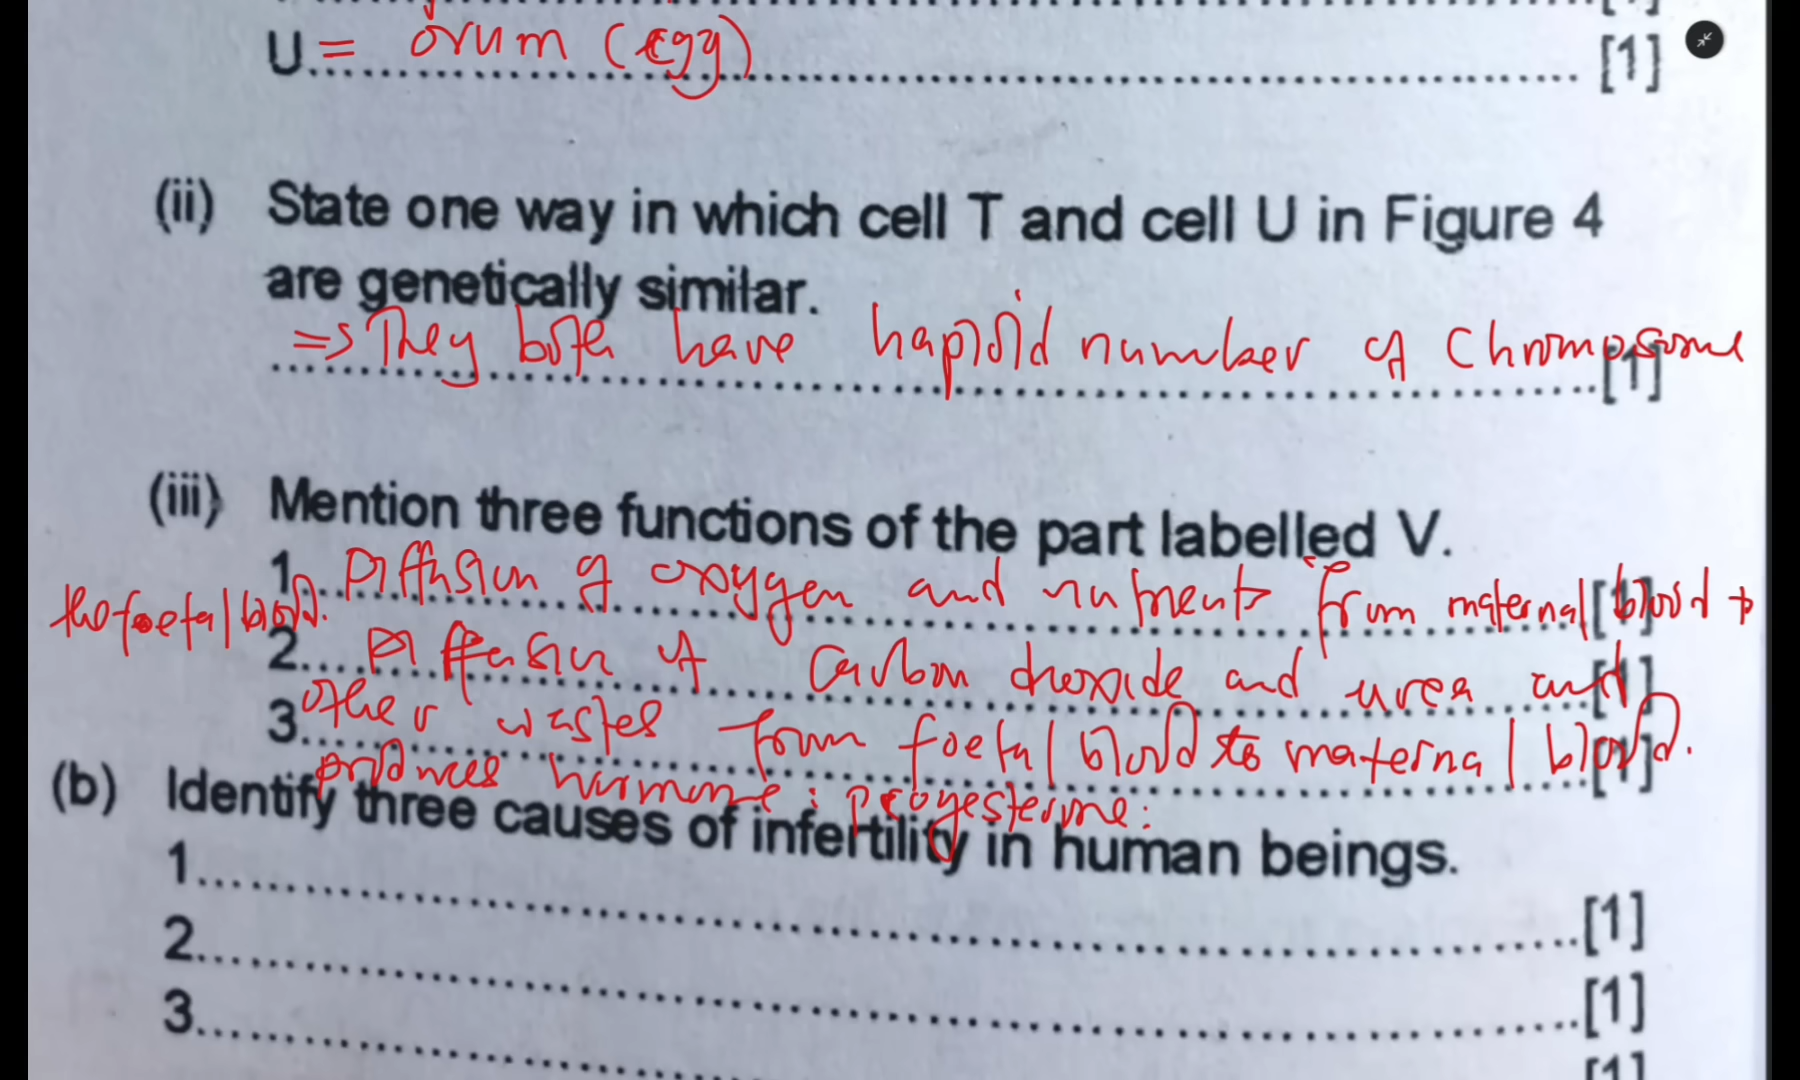 U = ovum (egg) [1]
(ii) State one way in which cell T and cell U in Figure 4
are genetically similar.
=> They both have haploid number of chromosome [1]
(iii) Mention three functions of the part labelled V.
1. Diffusion of oxygen and nutrients from maternal blood to [1]
the foetal blood.
2. Diffusion of Carbon dioxide and urea and [1]
other wastes from foetal blood to maternal blood.
3. [1]
produces hormone : progesterone.
(b) Identify three causes of infertility in human beings.
1. [1]
2. [1]
3. [1]